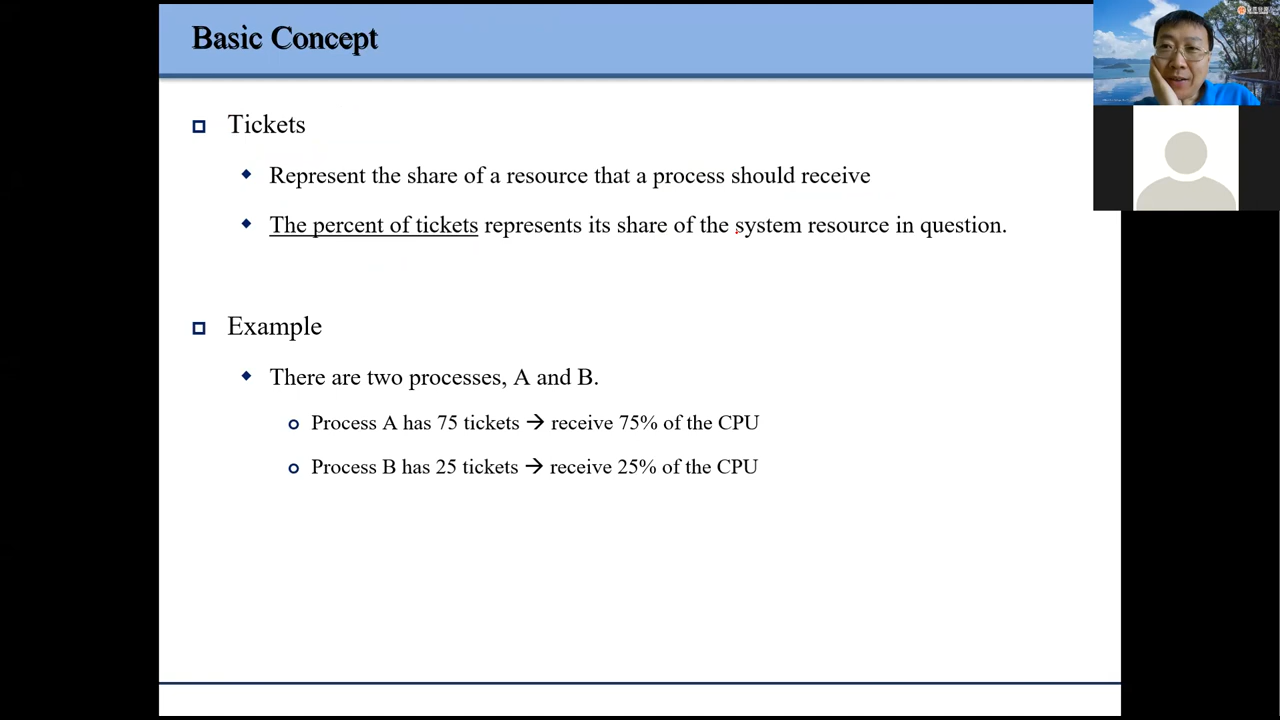 Basic Concept
Tickets
Represent the share of a resource that a process should receive
The percent of tickets represents its share of the system resource in question.
Example
There are two processes, A and B.
Process A has 75 tickets → receive 75% of the CPU
Process B has 25 tickets → receive 25% of the CPU